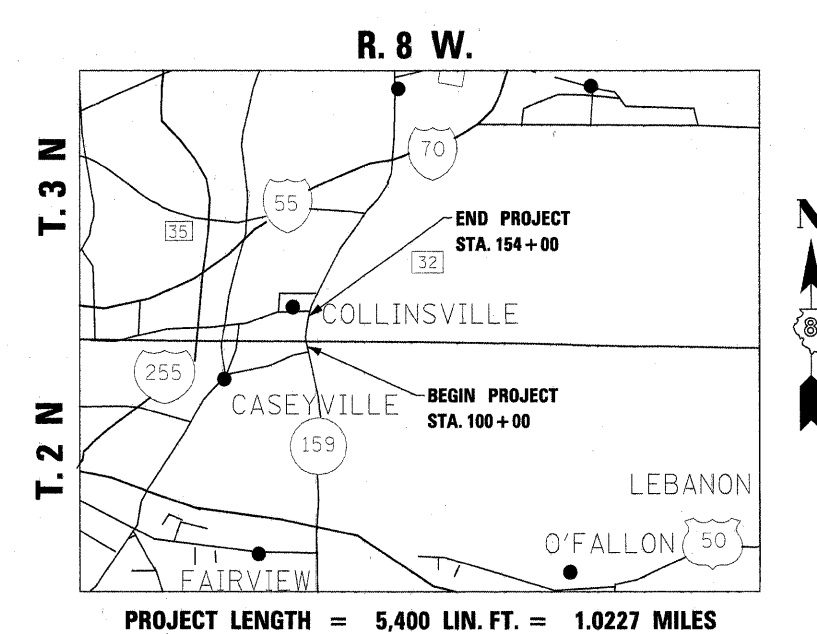 R. 8 W.
T. 3 N
70
55
35
END PROJECT
STA. 154+00
32
N
COLLINSVILLE
8
255
CASEYVILLE
BEGIN PROJECT
STA. 100+00
T. 2 N
159
LEBANON
O'FALLON
50
FAIRVIEW
PROJECT LENGTH = 5,400 LIN. FT. = 1.0227 MILES